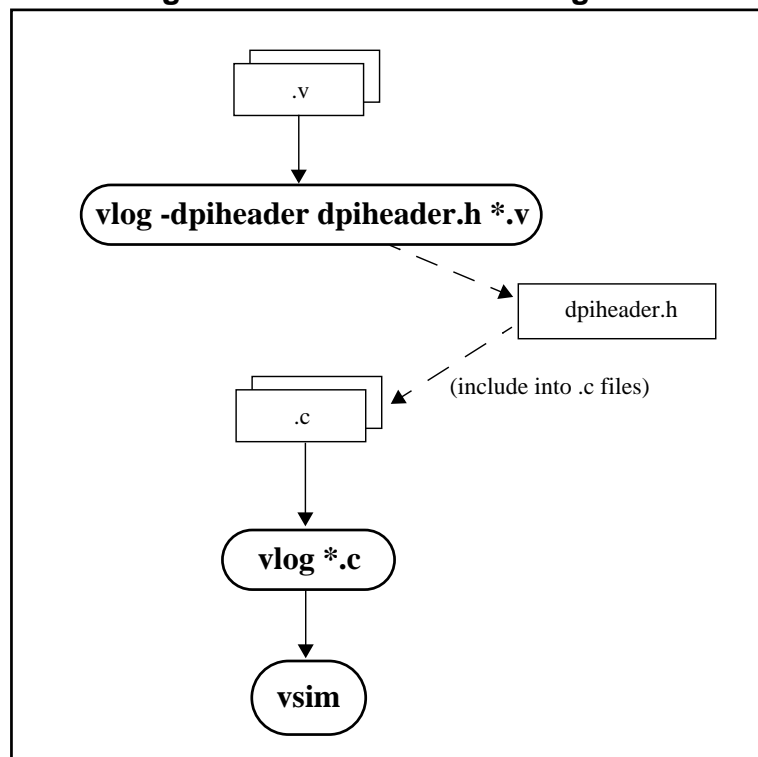 .v
vlog -dpiheader dpiheader.h *.v
dpiheader.h
(include into .c files)
.c
vlog *.c
vsim